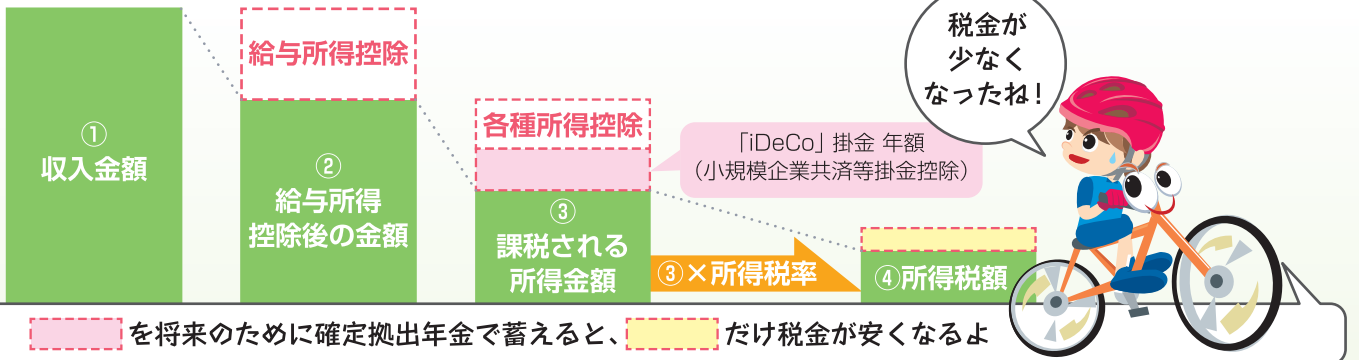 ①
収入金額
給与所得控除
②
給与所得
控除後の金額
各種所得控除
「iDeCo」掛金 年額
（小規模企業共済等掛金控除）
③
課税される
所得金額
③×所得税率
④所得税額
税金が
少なく
なったね！
を将来のために確定拠出年金で蓄えると、だけ税金が安くなるよ